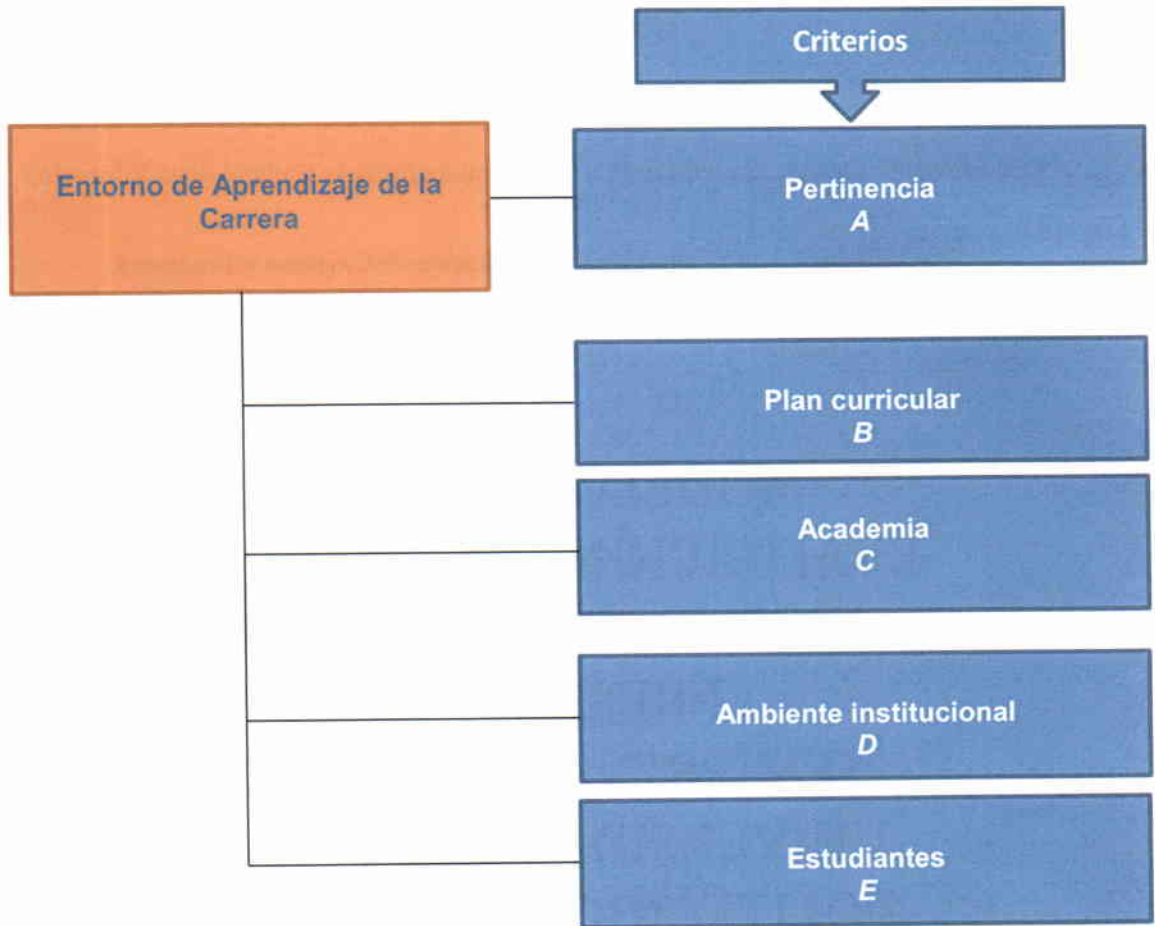 Criterios
Entorno de Aprendizaje de la
Carrera
Pertinencia
A
Plan curricular
B
Academia
C
Ambiente institucional
D
Estudiantes
E